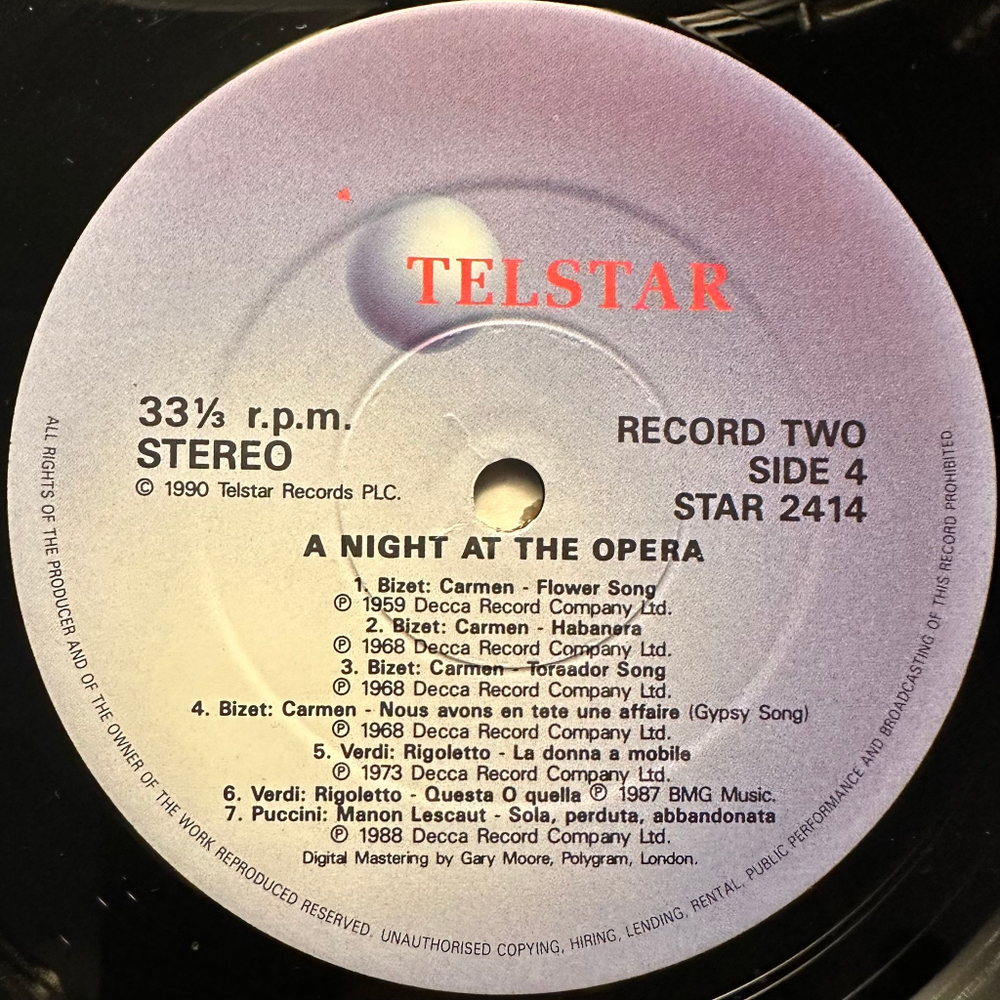 TELSTAR
33⅓ r.p.m.
STEREO
© 1990 Telstar Records PLC.
RECORD TWO
SIDE 4
STAR 2414
A NIGHT AT THE OPERA
1. Bizet: Carmen - Flower Song
℗ 1959 Decca Record Company Ltd.
2. Bizet: Carmen - Habanera
℗ 1968 Decca Record Company Ltd.
3. Bizet: Carmen - Toreador Song
℗ 1968 Decca Record Company Ltd.
4. Bizet: Carmen - Nous avons en tete une affaire (Gypsy Song)
℗ 1968 Decca Record Company Ltd.
5. Verdi: Rigoletto - La donna a mobile
℗ 1973 Decca Record Company Ltd.
6. Verdi: Rigoletto - Questa O quella ℗ 1987 BMG Music.
7. Puccini: Manon Lescaut - Sola, perduta, abbandonata
℗ 1988 Decca Record Company Ltd.
Digital Mastering by Gary Moore, Polygram, London.
ALL RIGHTS OF THE PRODUCER AND OF THE OWNER OF THE WORK REPRODUCED RESERVED. UNAUTHORISED COPYING, HIRING, LENDING, RENTAL, PUBLIC PERFORMANCE AND BROADCASTING OF THIS RECORD PROHIBITED.